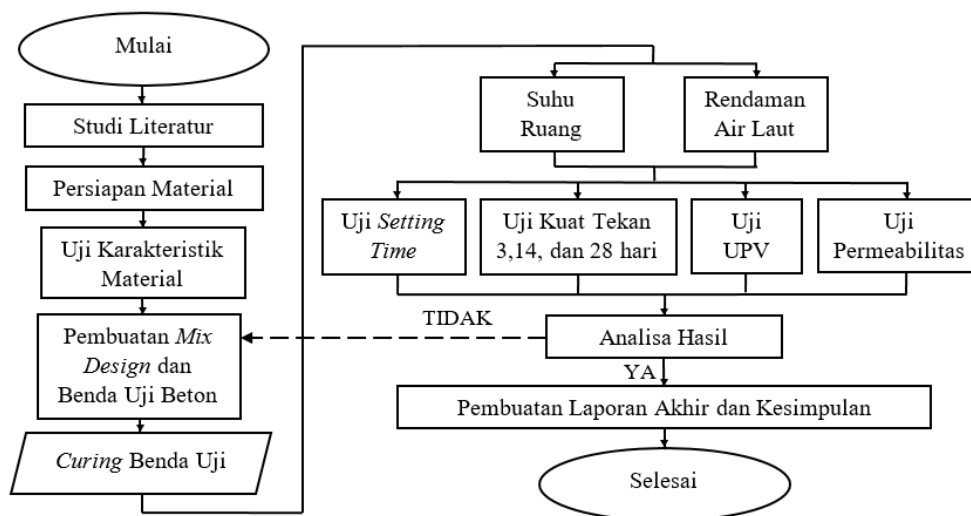 Mulai
Studi Literatur
Persiapan Material
Uji Karakteristik
Material
Pembuatan Mix
Design dan
Benda Uji Beton
Curing Benda Uji
Suhu
Ruang
Rendaman
Air Laut
Uji Setting
Time
Uji Kuat Tekan
3,14, dan 28 hari
Uji
UPV
Uji
Permeabilitas
TIDAK
Analisa Hasil
YA
Pembuatan Laporan Akhir dan Kesimpulan
Selesai